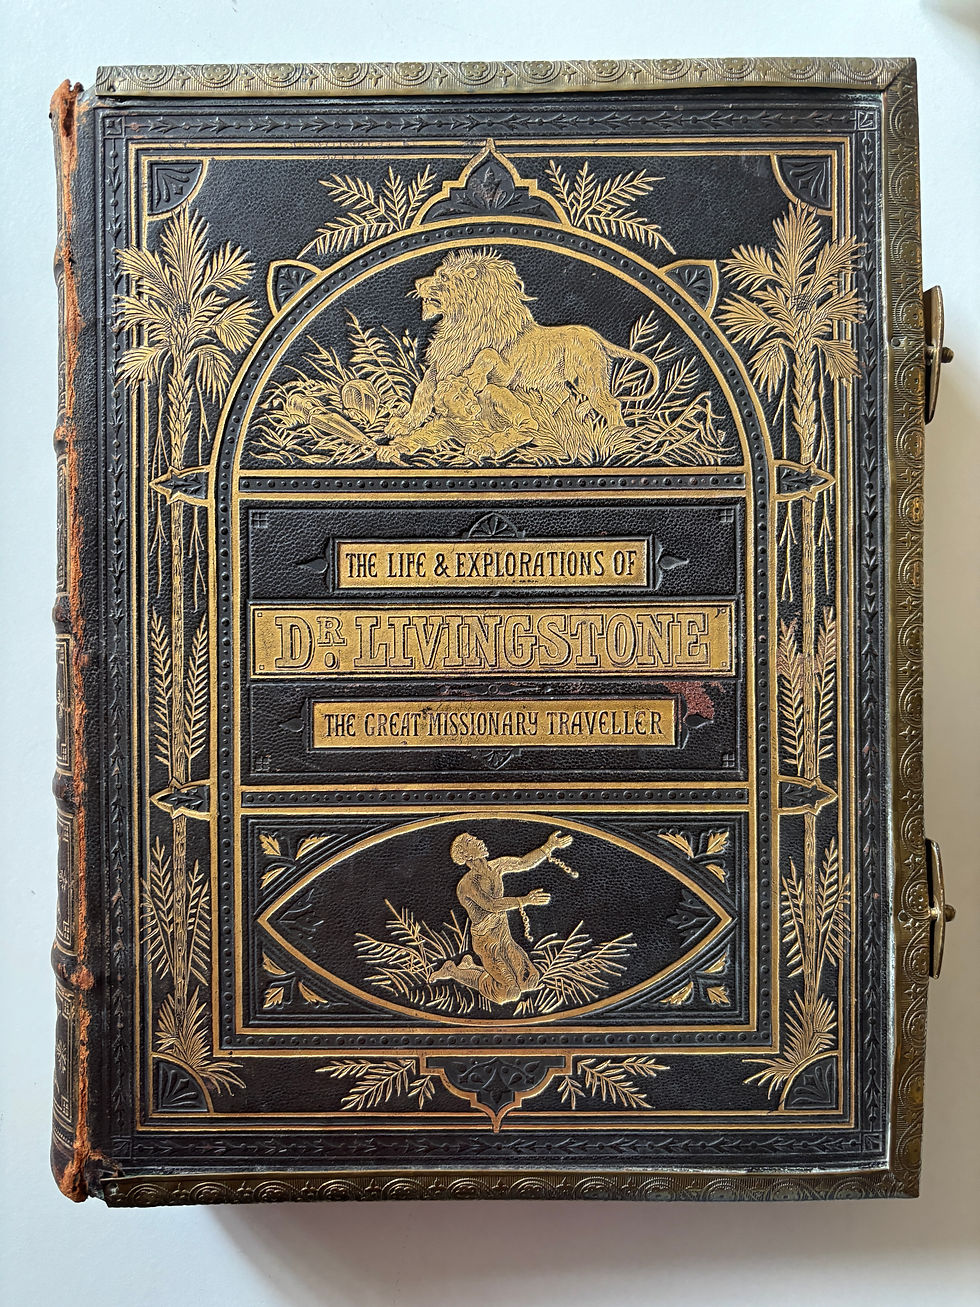 THE LIFE & EXPLORATIONS OF
DR. LIVINGSTONE
THE GREAT MISSIONARY TRAVELLER